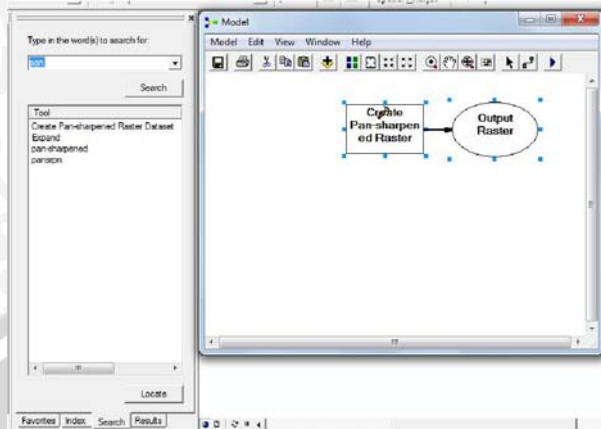 Type in the word(s) to search for:
pan
Search
Tool
Create Pan-sharpened Raster Dataset
Expand
pan-sharpened
pansrpn
Locate
Favorites Index Search Results
Model
Model Edit View Window Help
Create
Pan-sharpen
ed Raster
Output
Raster